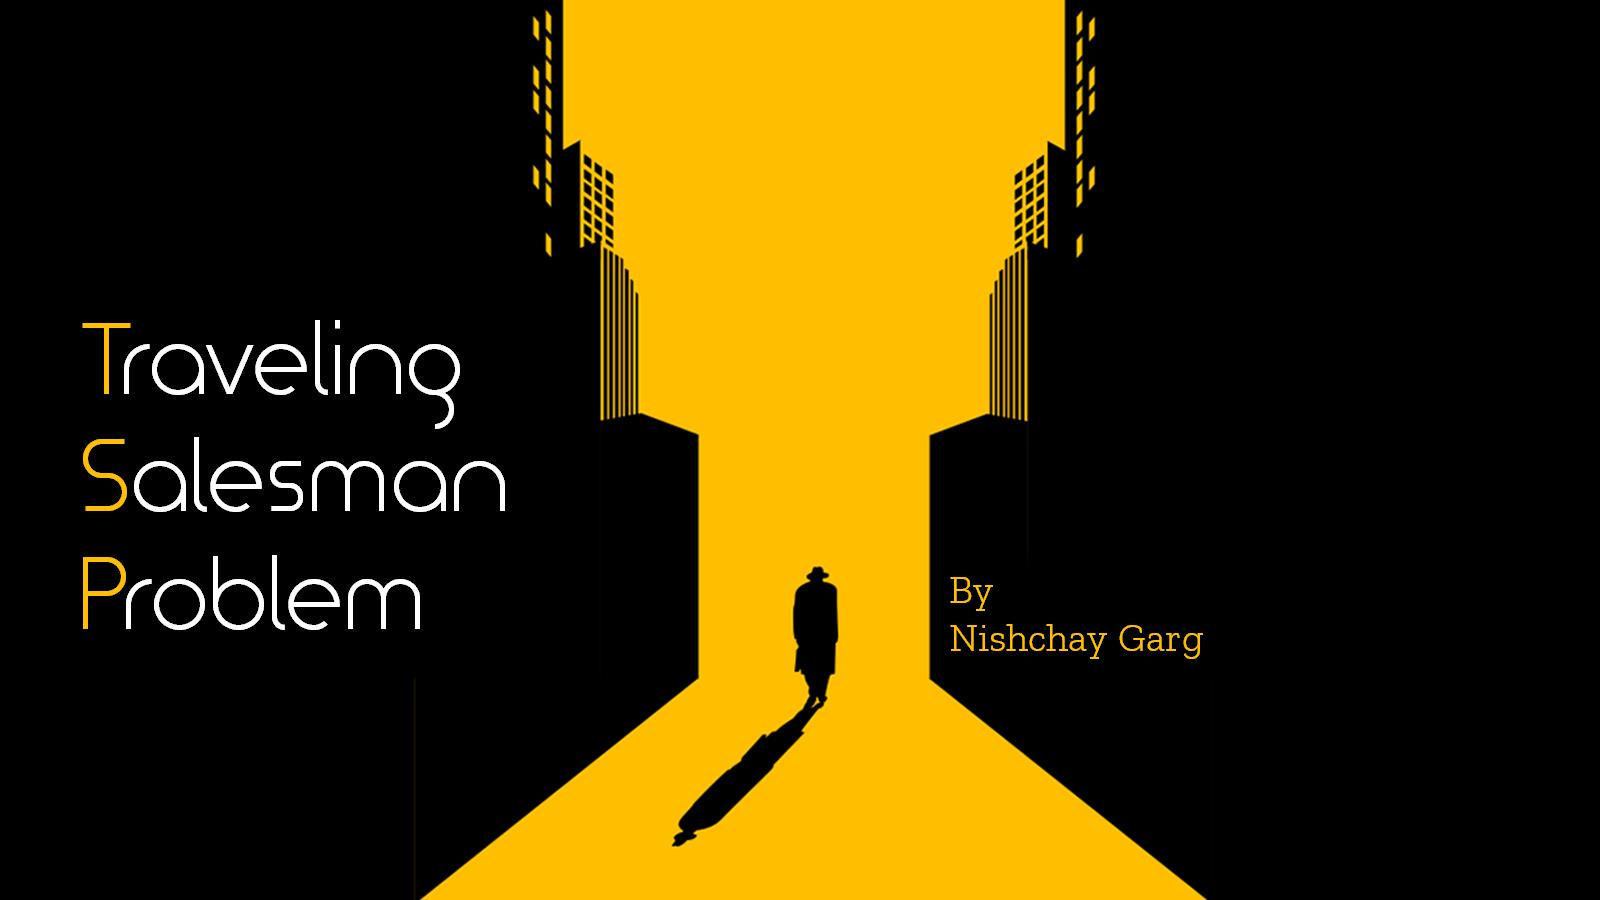 Traveling
Salesman
Problem
By
Nishchay Garg